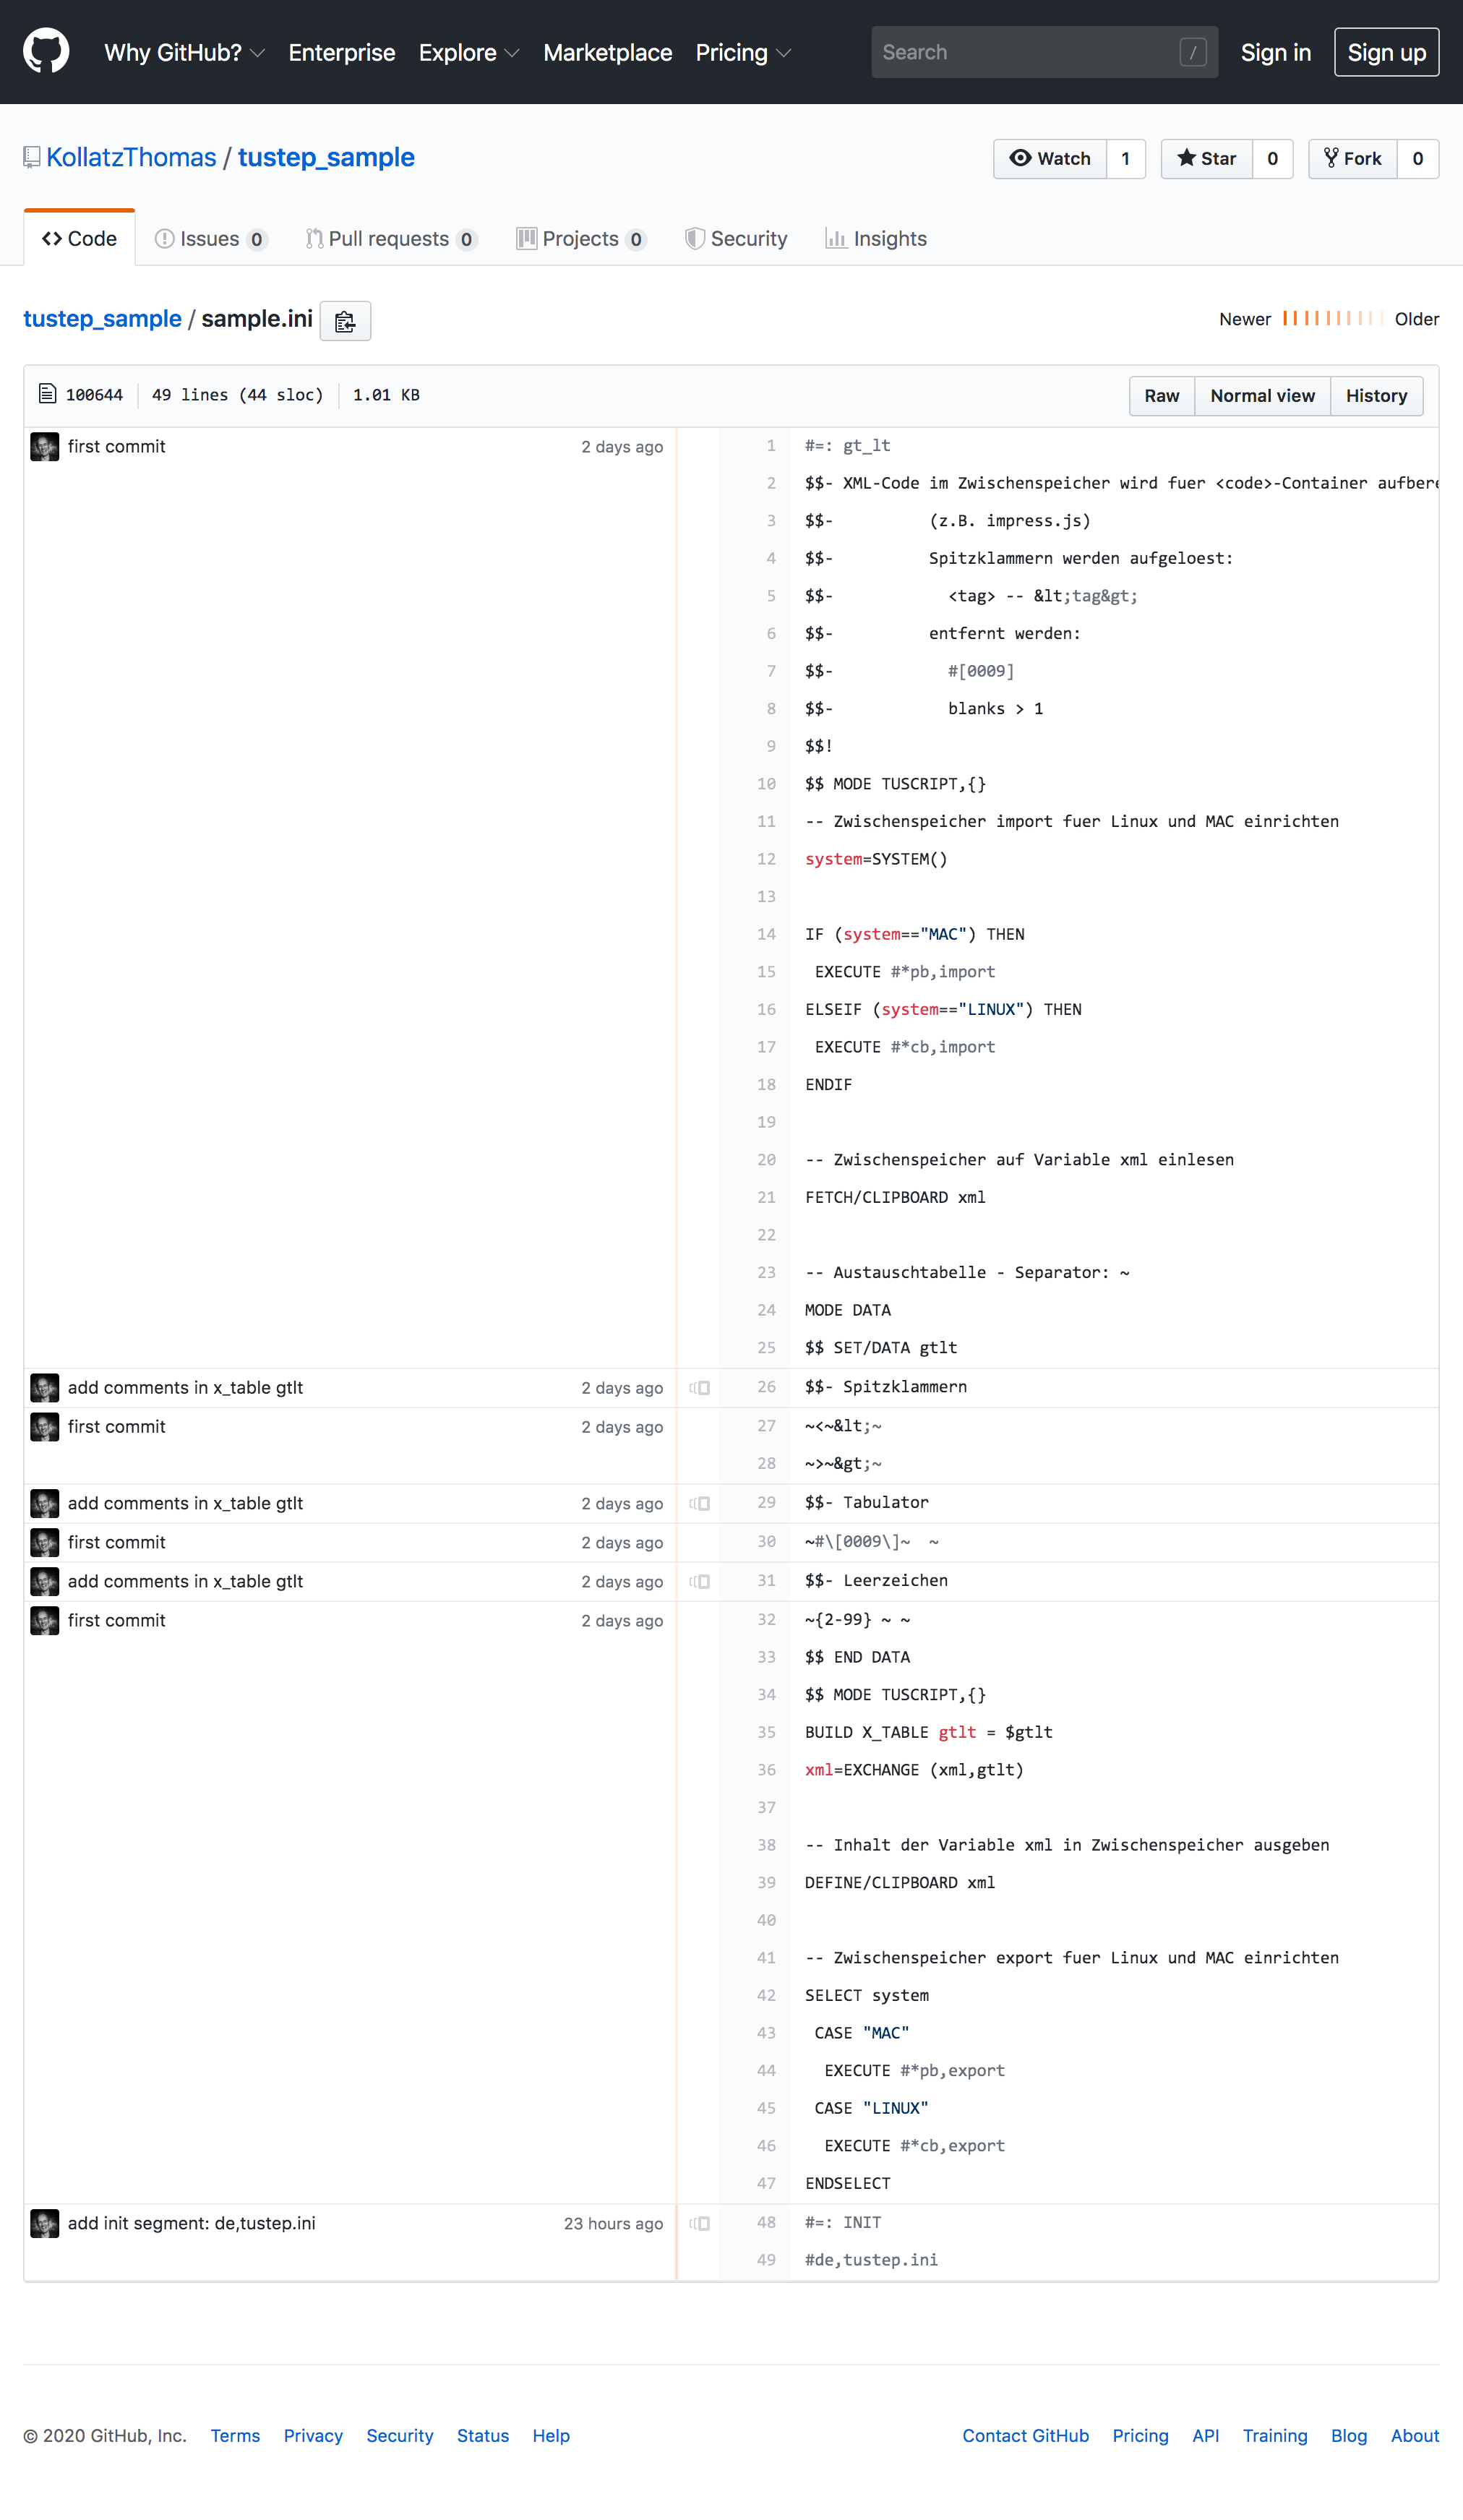 Why GitHub? Enterprise Explore Marketplace Pricing Search / Sign in Sign up
KollatzThomas / tustep_sample Watch 1 Star 0 Fork 0
Code Issues 0 Pull requests 0 Projects 0 Security Insights
tustep_sample / sample.ini Newer Older
100644 49 lines (44 sloc) 1.01 KB Raw Normal view History
first commit 2 days ago 1 #=: gt_lt
2 $$- XML-Code im Zwischenspeicher wird fuer <code>-Container
3 $$- (z.B. impress.js)
4 $$- Spitzklammern werden aufgeloest:
5 $$- <tag> -- &lt;tag&gt;
6 $$- entfernt werden:
7 $$- #[0009]
8 $$- blanks > 1
9 $$!
10 $$ MODE TUSCRIPT,{}
11 -- Zwischenspeicher import fuer Linux und MAC einrichten
12 system=SYSTEM()
13
14 IF (system=="MAC") THEN
15 EXECUTE #*pb,import
16 ELSEIF (system=="LINUX") THEN
17 EXECUTE #*cb,import
18 ENDIF
19
20 -- Zwischenspeicher auf Variable xml einlesen
21 FETCH/CLIPBOARD xml
22
23 -- Austauschtabelle - Separator: ~
24 MODE DATA
25 $$ SET/DATA gtlt
add comments in x_table gtlt 2 days ago 26 $$- Spitzklammern
first commit 2 days ago 27 ~<~&lt;~
28 ~>~&gt;~
add comments in x_table gtlt 2 days ago 29 $$- Tabulator
first commit 2 days ago 30 ~#\[0009\]~ ~
add comments in x_table gtlt 2 days ago 31 $$- Leerzeichen
first commit 2 days ago 32 ~{2-99} ~ ~
33 $$ END DATA
34 $$ MODE TUSCRIPT,{}
35 BUILD X_TABLE gtlt = $gtlt
36 xml=EXCHANGE (xml,gtlt)
37
38 -- Inhalt der Variable xml in Zwischenspeicher ausgeben
39 DEFINE/CLIPBOARD xml
40
41 -- Zwischenspeicher export fuer Linux und MAC einrichten
42 SELECT system
43 CASE "MAC"
44 EXECUTE #*pb,export
45 CASE "LINUX"
46 EXECUTE #*cb,export
47 ENDSELECT
add init segment: de,tustep.ini 23 hours ago 48 #=: INIT
49 #de,tustep.ini
© 2020 GitHub, Inc. Terms Privacy Security Status Help Contact GitHub Pricing API Training Blog About